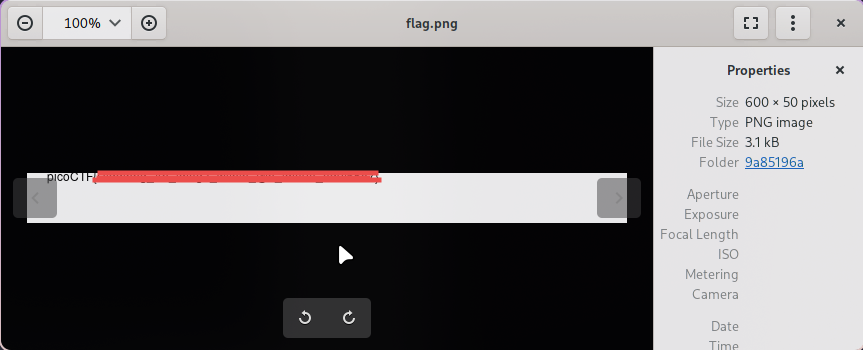 100%
flag.png
Properties
Size 600 × 50 pixels
Type PNG image
File Size 3.1 kB
Folder 9a85196a
Aperture
Exposure
Focal Length
ISO
Metering
Camera
Date
Time
picoCTF{